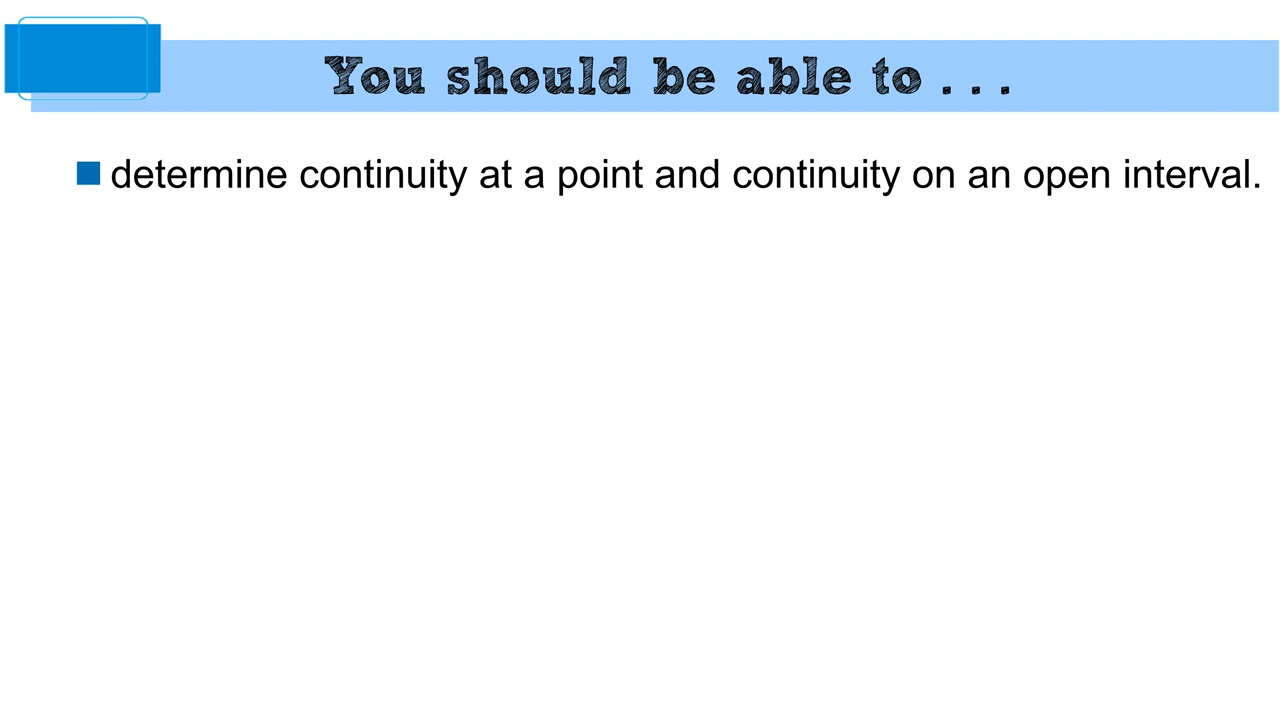 You should be able to . . .
determine continuity at a point and continuity on an open interval.